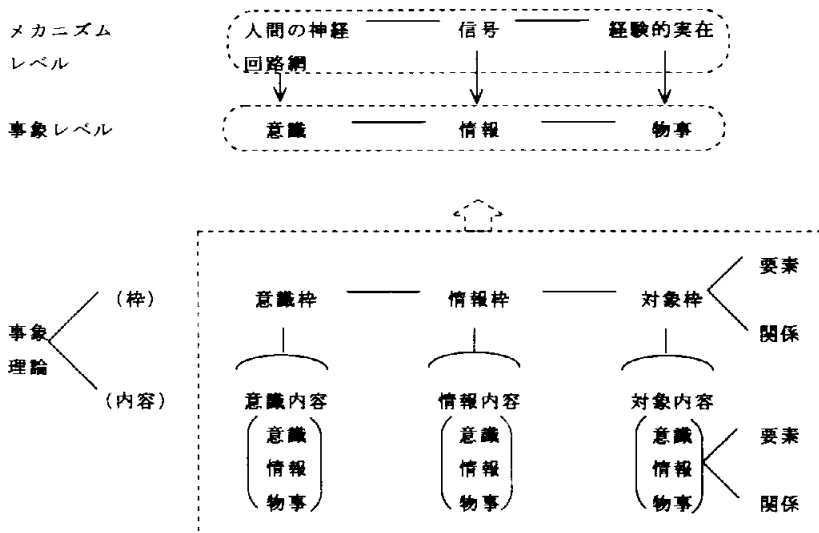 メカニズム 人間の神経 信号 経験的実在
レベル 回路網
事象レベル 意識 情報 物事
要素
(枠) 意識枠 情報枠 対象枠
事象 関係
理論
(内容) 意識内容 情報内容 対象内容
意識 意識 意識 要素
情報 情報 情報
物事 物事 物事 関係